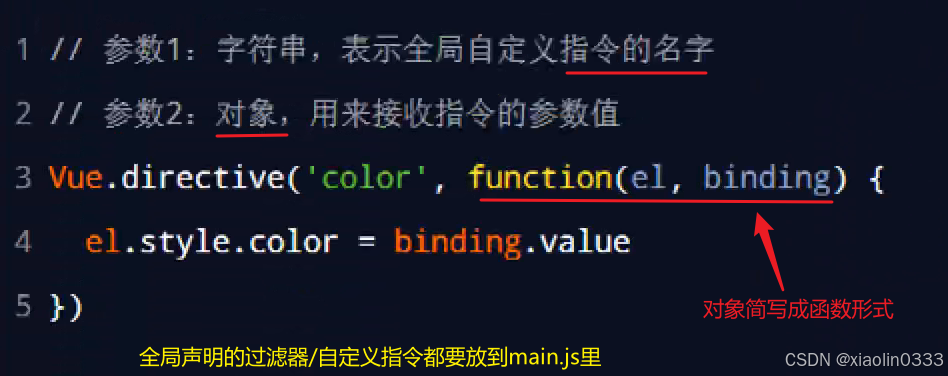 1 // 参数1：字符串，表示全局自定义指令的名字
2 // 参数2：对象，用来接收指令的参数值
3 Vue.directive('color', function(el, binding) {
4   el.style.color = binding.value
5 })
对象简写成函数形式
全局声明的过滤器/自定义指令都要放到main.js里
CSDN @xiaolin0333